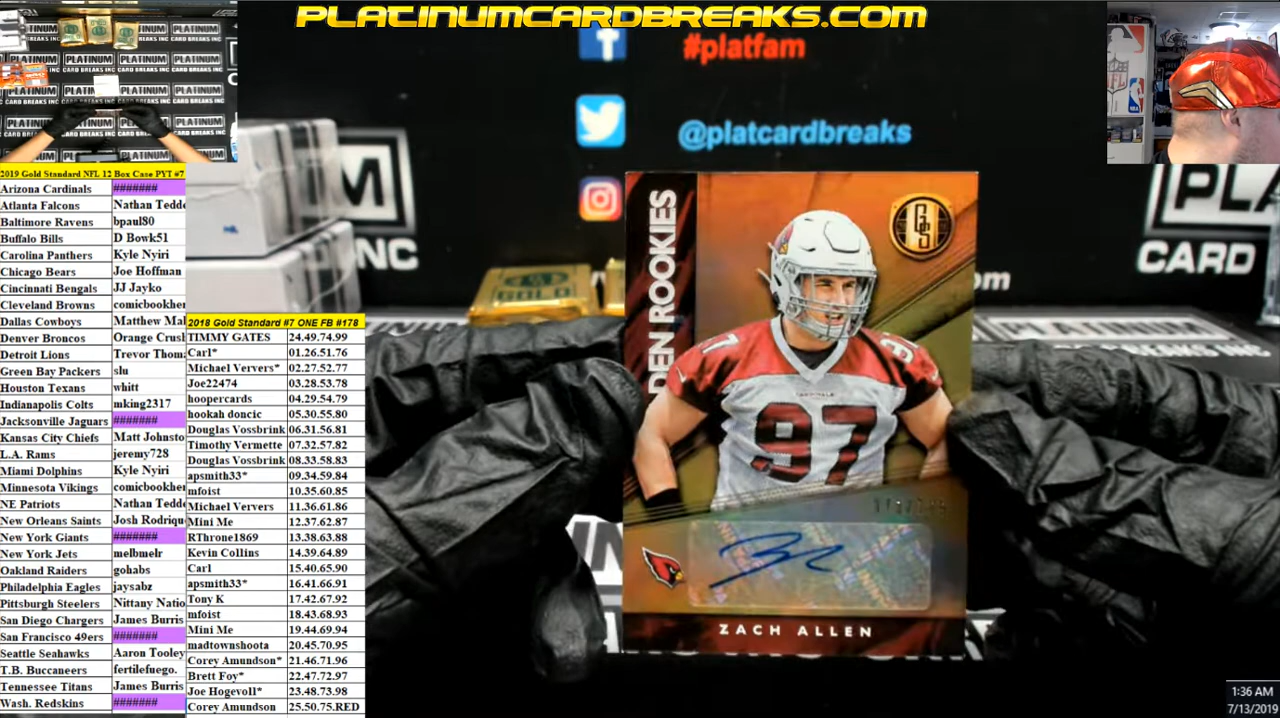 PLATINUMCARDBREAKS.COM
#platfam
@platcardbreaks
2019 Gold Standard NFL 12 Box Case PYT #7
Arizona Cardinals #######
Atlanta Falcons Nathan Tedde
Baltimore Ravens bpaul80
Buffalo Bills D Bowk51
Carolina Panthers Kyle Nyiri
Chicago Bears Joe Hoffman
Cincinnati Bengals JJ Jayko
Cleveland Browns comicbookher
Dallas Cowboys Matthew Mal
Denver Broncos Orange Crus
Detroit Lions Trevor Thom
Green Bay Packers slu
Houston Texans whitt
Indianapolis Colts mking2317
Jacksonville Jaguars #######
Kansas City Chiefs Matt Johnsto
L.A. Rams jeremy728
Miami Dolphins Kyle Nyiri
Minnesota Vikings comicbookher
NE Patriots Nathan Tedde
New Orleans Saints Josh Rodriqu
New York Giants #######
New York Jets melbmelr
Oakland Raiders gohabs
Philadelphia Eagles jaysabz
Pittsburgh Steelers Nittany Natio
San Diego Chargers James Burris
San Francisco 49ers #######
Seattle Seahawks Aaron Tooley
T.B. Buccaneers fertilefuego.
Tennessee Titans James Burris
Wash. Redskins #######
2018 Gold Standard #7 ONE FB #178
TIMMY GATES 24.49.74.99
Carl* 01.26.51.76
Michael Ververs* 02.27.52.77
Joe22474 03.28.53.78
hoopercards 04.29.54.79
hookah doncic 05.30.55.80
Douglas Vossbrink 06.31.56.81
Timothy Vermette 07.32.57.82
Douglas Vossbrink 08.33.58.83
apsmith33* 09.34.59.84
mfoist 10.35.60.85
Michael Ververs 11.36.61.86
Mini Me 12.37.62.87
RThrone1869 13.38.63.88
Kevin Collins 14.39.64.89
Carl 15.40.65.90
apsmith33* 16.41.66.91
Tony K 17.42.67.92
mfoist 18.43.68.93
Mini Me 19.44.69.94
madtownshoota 20.45.70.95
Corey Amundson* 21.46.71.96
Brett Foy* 22.47.72.97
Joe Hogevoll* 23.48.73.98
Corey Amundson 25.50.75.RED
DEN ROOKIES
GS
97
97
ZACH ALLEN
CARD
1:36 AM
7/13/2019